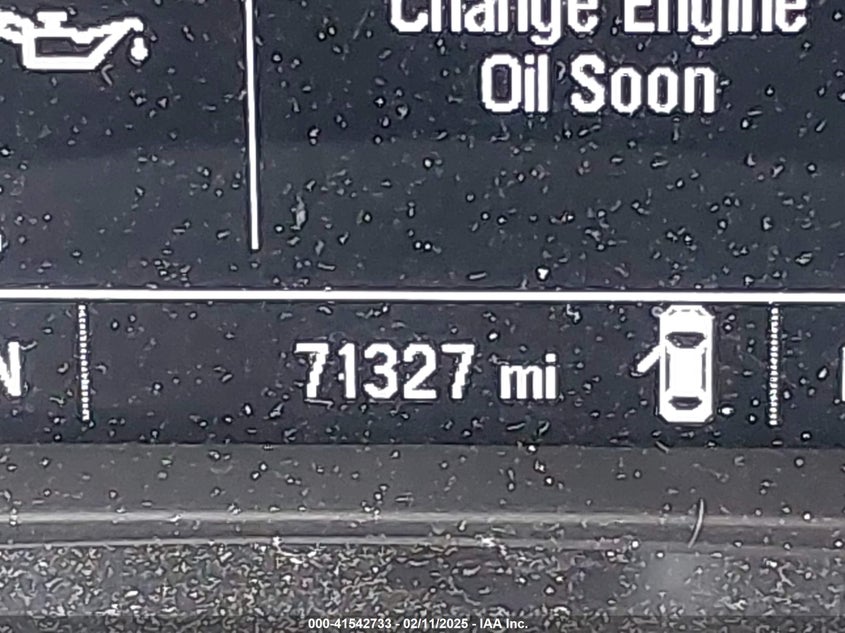 Change Engine
Oil Soon
71327 mi
000-41542733 - 02/11/2025 - IAA Inc.